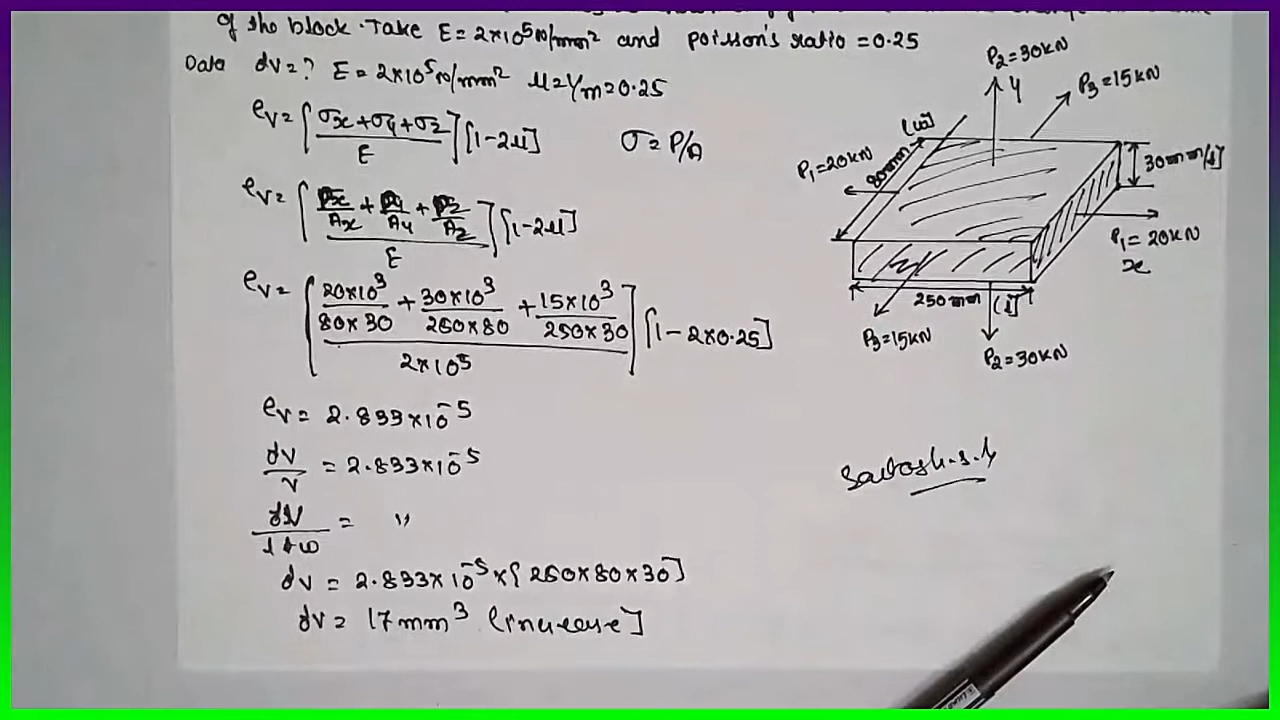 of the block. Take E = 2×10⁵ N/mm² and poisson's ratio = 0.25
Data dv = ? E = 2×10⁵ N/mm² μ = 1/m = 0.25
ev = [σx + σy + σz / E] [1-2μ] σ = P/A
ev = [Px/Ax + Py/Ay + Pz/Az / E] [1-2μ]
ev = [20×10³/80×30 + 30×10³/250×80 + 15×10³/250×30 / 2×10⁵] [1-2×0.25]
ev = 2.833×10⁻⁵
dv/v = 2.833×10⁻⁵
dv/ltw = "
dv = 2.833×10⁻⁵×[250×80×30]
dv = 17mm³ (increase]
P2=30kN
y
P3=15kN
(w)
80mm
P1=20kN
30mm(t]
P1=20kN
x
250mm (l]
P3=15kN
P2=30kN